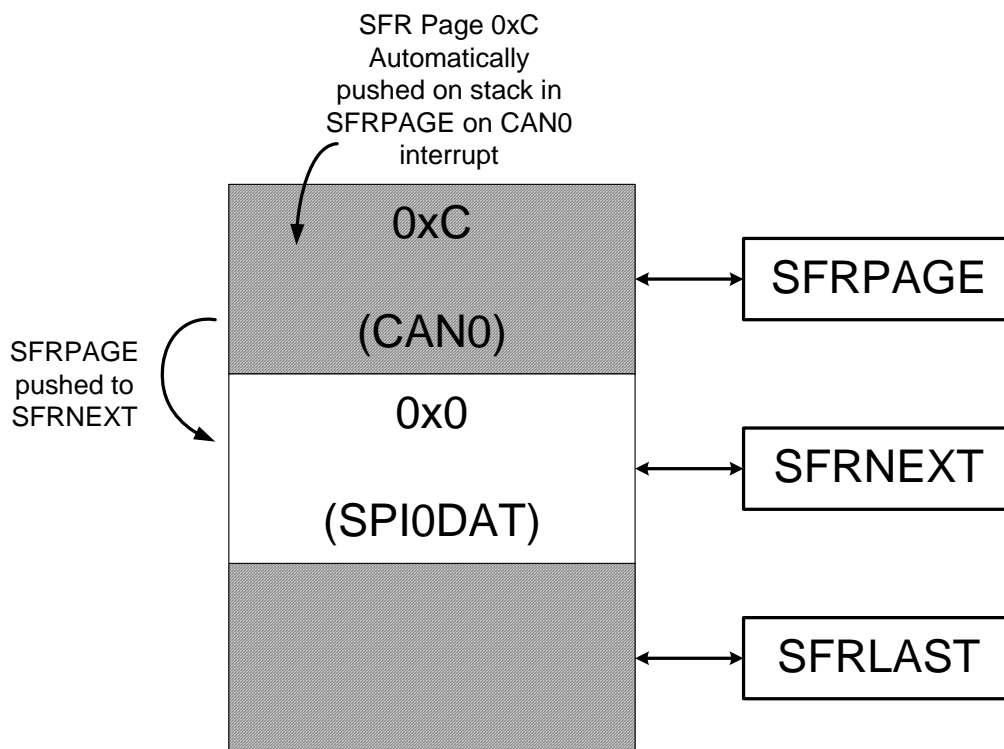 SFR Page 0xC
Automatically
pushed on stack in
SFRPAGE on CAN0
interrupt
0xC
(CAN0)
SFRPAGE
SFRPAGE
pushed to
SFRNEXT
0x0
(SPI0DAT)
SFRNEXT
SFRLAST